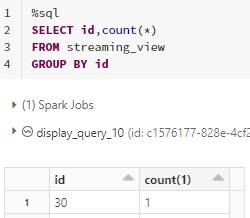 1 %sql
2 SELECT id,count(*)
3 FROM streaming_view
4 GROUP BY id
(1) Spark Jobs
display_query_10 (id: c1576177-828e-4cf2
id count(1)
1 30 1